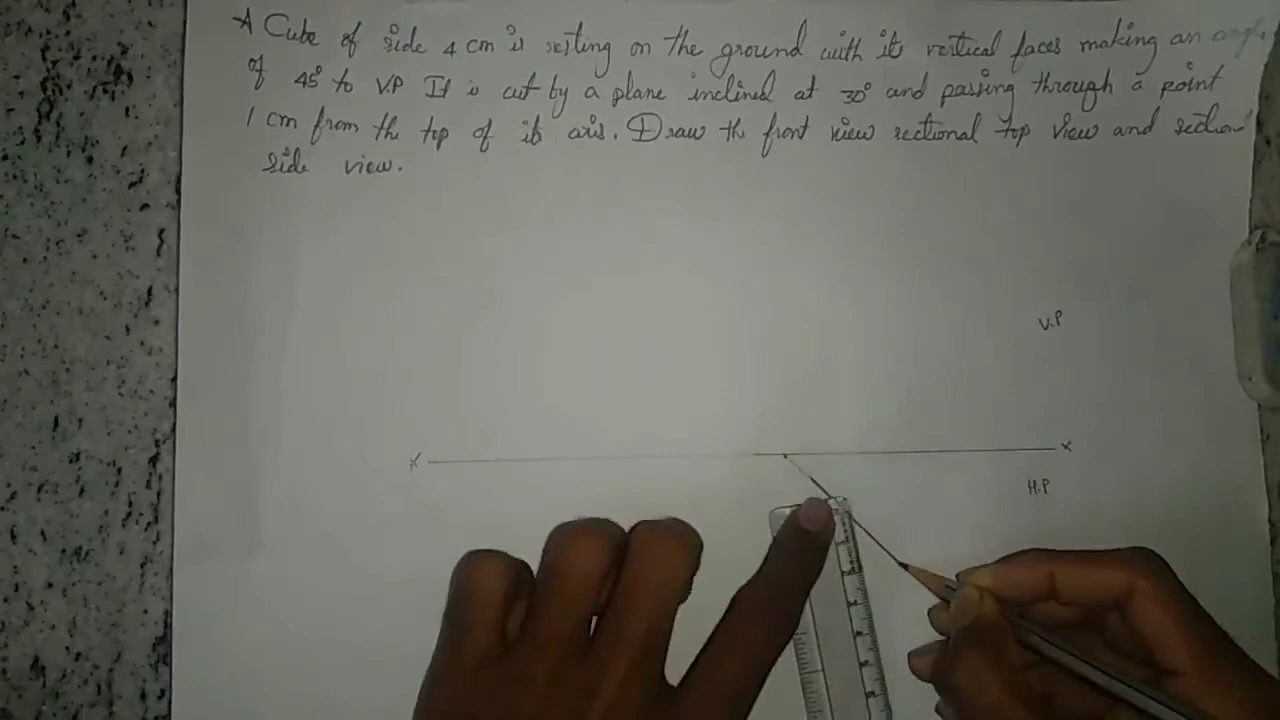 A Cube of side 4 cm is resting on the ground with its vertical faces making an angle
of 45° to V.P It is cut by a plane inclined at 30° and passing through a point
1 cm from the top of its axis. Draw the front view sectional top view and section
side view.
V.P
X X
H.P